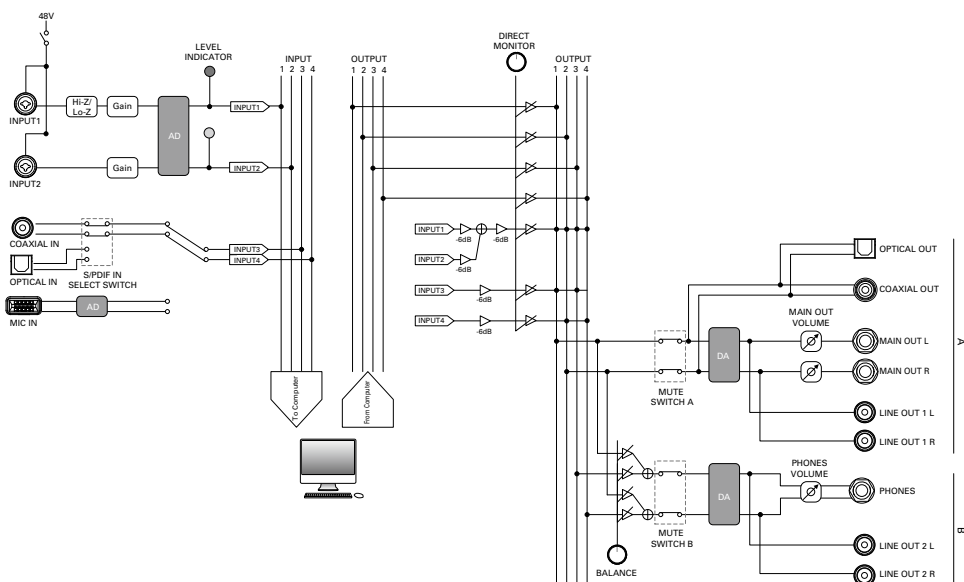 48V
INPUT1
Hi-Z/
Lo-Z
Gain
AD
LEVEL
INDICATOR
INPUT1
INPUT2
Gain
INPUT2
INPUT
1 2 3 4
OUTPUT
1 2 3 4
DIRECT
MONITOR
OUTPUT
1 2 3 4
COAXIAL IN
OPTICAL IN
S/PDIF IN
SELECT SWITCH
INPUT3
INPUT4
MIC IN
AD
To Computer
From Computer
INPUT1
-6dB
-6dB
INPUT2
-6dB
INPUT3
-6dB
INPUT4
-6dB
OPTICAL OUT
COAXIAL OUT
MAIN OUT
VOLUME
DA
MAIN OUT L
MAIN OUT R
MUTE
SWITCH A
LINE OUT 1 L
LINE OUT 1 R
A
PHONES
VOLUME
DA
PHONES
MUTE
SWITCH B
LINE OUT 2 L
LINE OUT 2 R
B
BALANCE